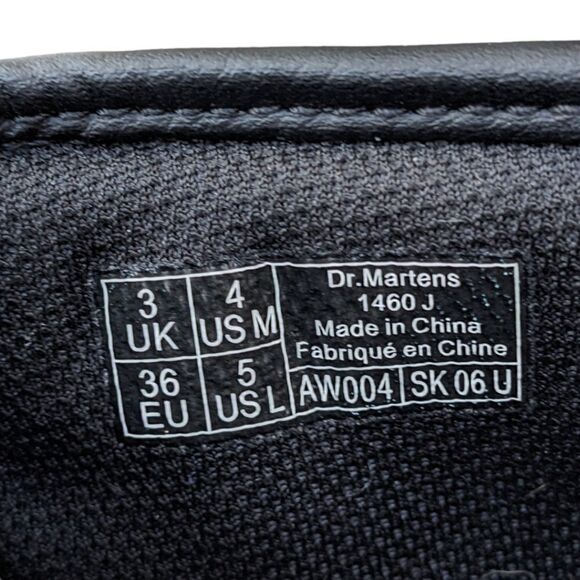 3
UK
4
US M
36
EU
5
US L
Dr.Martens
1460 J
Made in China
Fabriqué en Chine
AW004
SK 06 U